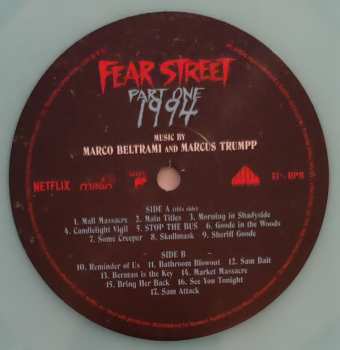 FEAR STREET
PART ONE
1994
MUSIC BY
MARCO BELTRAMI AND MARCUS TRUMPP
NETFLIX
33⅓ RPM
SIDE A (this side)
1. Mall Massacre 2. Main Titles 3. Morning in Shadyside
4. Candlelight Vigil 5. STOP THE BUS 6. Goode in the Woods
7. Some Creeper 8. Skullmask 9. Sheriff Goode
SIDE B
10. Reminder of Us 11. Bathroom Blowout 12. Sam Bait
13. Berman is the Key 14. Market Massacre
15. Bring Her Back 16. See You Tonight
17. Sam Attack